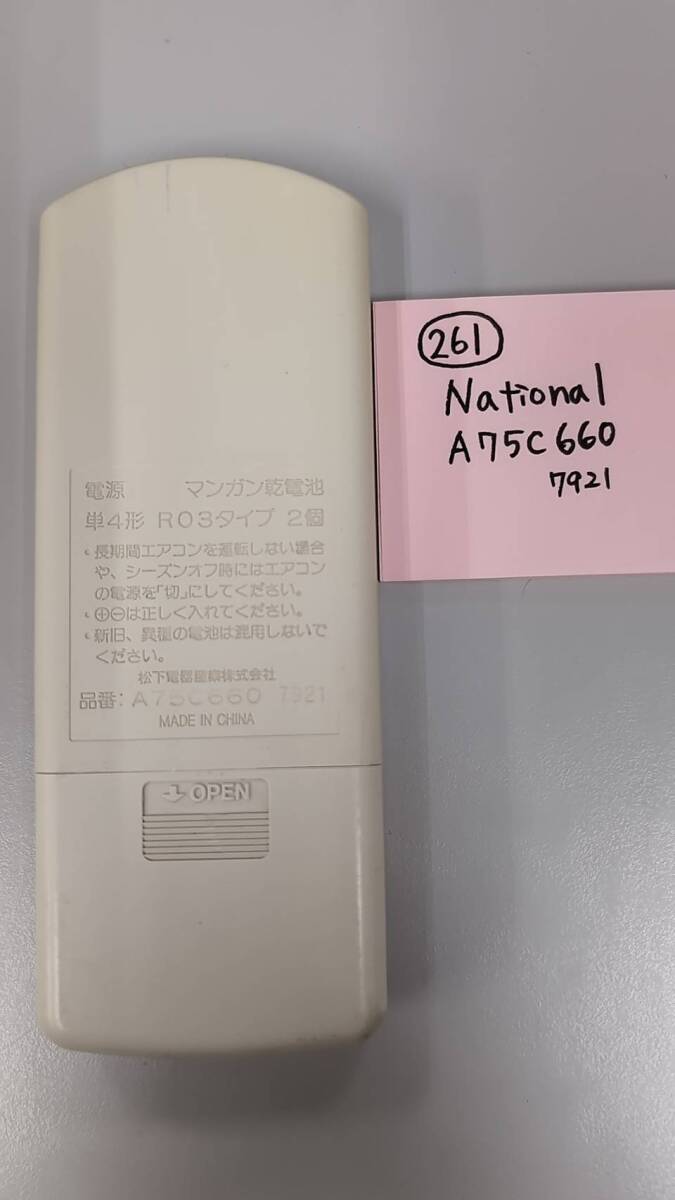 電源 マンガン乾電池
単4形 R03タイプ 2個
・長期間エアコンを運転しない場合
や、シーズンオフ時にはエアコン
の電源を「切」にしてください。
・⊕⊖は正しく入れてください。
・新旧、異種の電池は混用しないで
ください。
松下電器産業株式会社
品番: A75C660 7921
MADE IN CHINA
OPEN
261
National
A75C660
7921